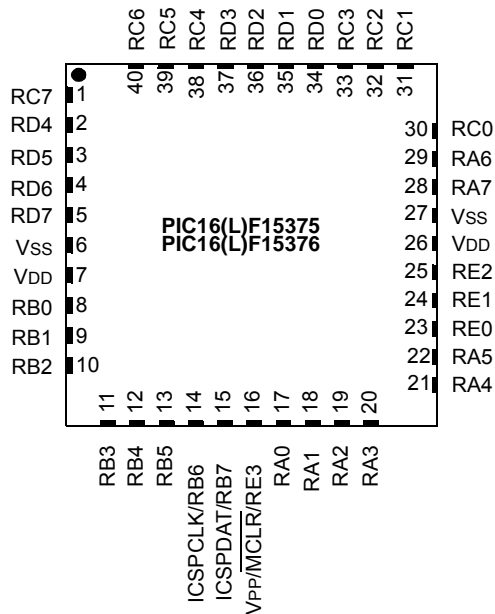 RC6 RC5 RC4 RD3 RD2 RD1 RD0 RC3 RC2 RC1
40 39 38 37 36 35 34 33 32 31
RC7 1
RD4 2
RD5 3
RD6 4
RD7 5
VSS 6
VDD 7
RB0 8
RB1 9
RB2 10
PIC16(L)F15375
PIC16(L)F15376
30 RC0
29 RA6
28 RA7
27 VSS
26 VDD
25 RE2
24 RE1
23 RE0
22 RA5
21 RA4
11 12 13 14 15 16 17 18 19 20
RB3
RB4
RB5
ICSPCLK/RB6
ICSPDAT/RB7
VPP/MCLR/RE3
RA0
RA1
RA2
RA3